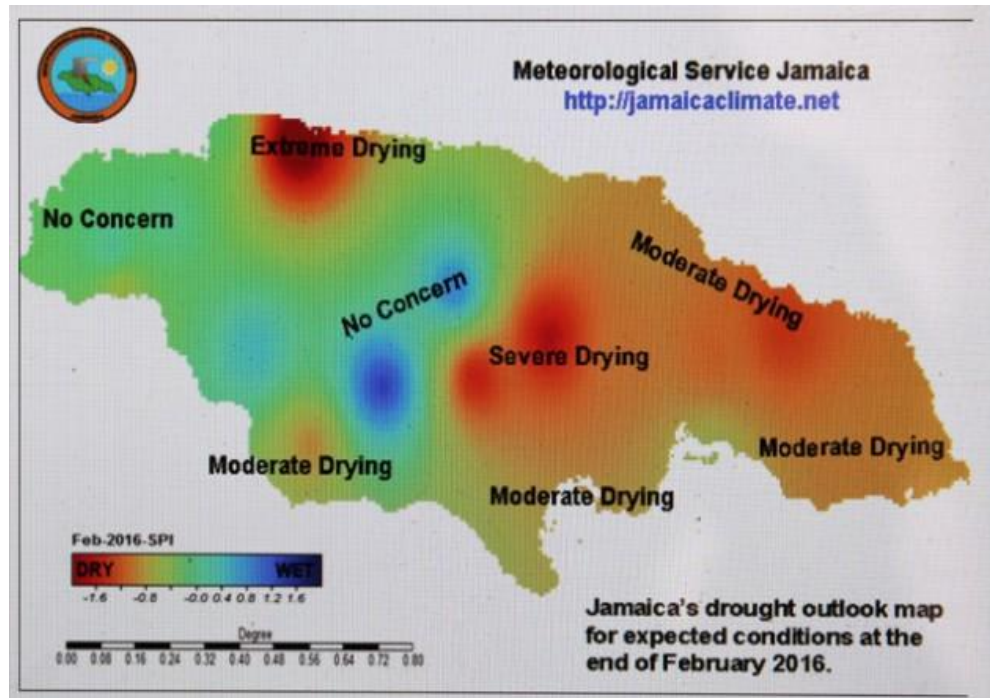 Meteorological Service Jamaica
http://jamaicaclimate.net
Extreme Drying
No Concern
Moderate Drying
No Concern
Severe Drying
Moderate Drying
Moderate Drying
Moderate Drying
Feb-2016-SPI
DRY WET
-1.6 -0.8 -0.0 0.4 0.8 1.2 1.6
Degree
0.00 0.08 0.16 0.24 0.32 0.40 0.48 0.56 0.64 0.72 0.80
Jamaica's drought outlook map
for expected conditions at the
end of February 2016.